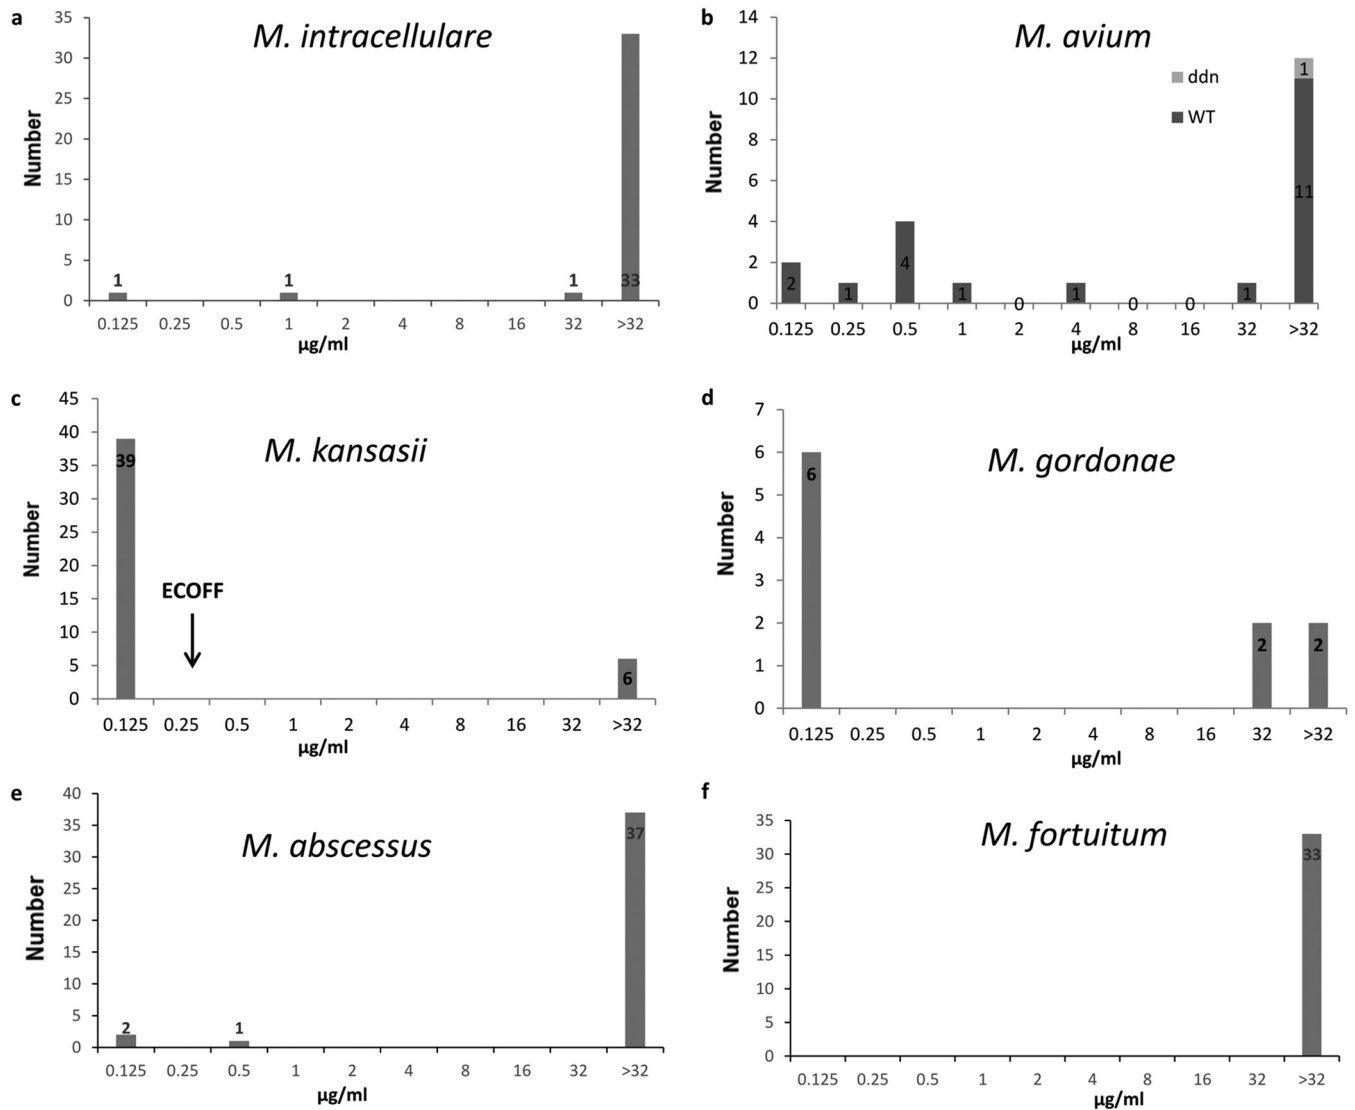 a
M. intracellulare
35
30
25
20
15
10
5
0
Number
1
1
1
33
0.125 0.25 0.5 1 2 4 8 16 32 >32
µg/ml
b
M. avium
14
12
10
8
6
4
2
0
Number
ddn
WT
2
1
4
1
0
1
0
0
1
11
1
0.125 0.25 0.5 1 2 4 8 16 32 >32
µg/ml
c
M. kansasii
45
40
35
30
25
20
15
10
5
0
Number
39
ECOFF
6
0.125 0.25 0.5 1 2 4 8 16 32 >32
µg/ml
d
M. gordonae
7
6
5
4
3
2
1
0
Number
6
2
2
0.125 0.25 0.5 1 2 4 8 16 32 >32
µg/ml
e
M. abscessus
40
35
30
25
20
15
10
5
0
Number
2
1
37
0.125 0.25 0.5 1 2 4 8 16 32 >32
µg/ml
f
M. fortuitum
35
30
25
20
15
10
5
0
Number
33
0.125 0.25 0.5 1 2 4 8 16 32 >32
µg/ml